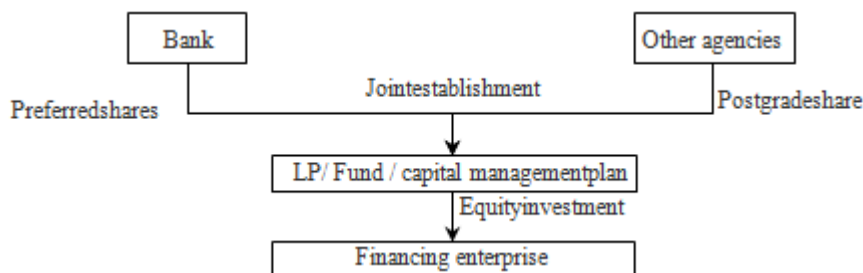 Bank
Other agencies
Jointestablishment
Preferredshares
Postgradeshare
LP/ Fund / capital managementplan
Equityinvestment
Financing enterprise